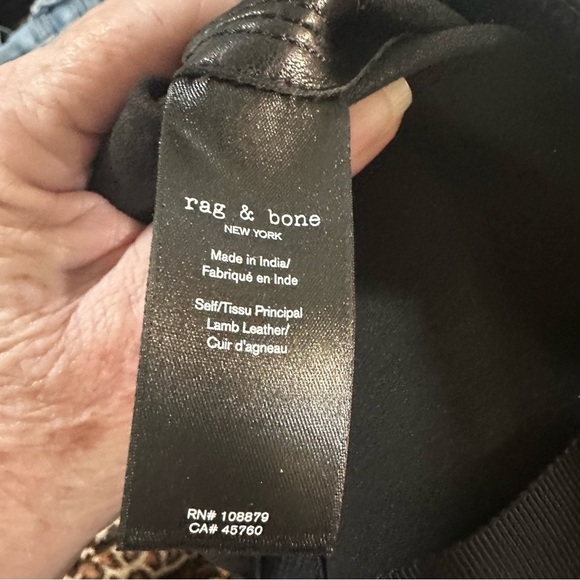 rag & bone
NEW YORK
Made in India/
Fabriqué en Inde
Self/Tissu Principal
Lamb Leather/
Cuir d'agneau
RN# 108879
CA# 45760